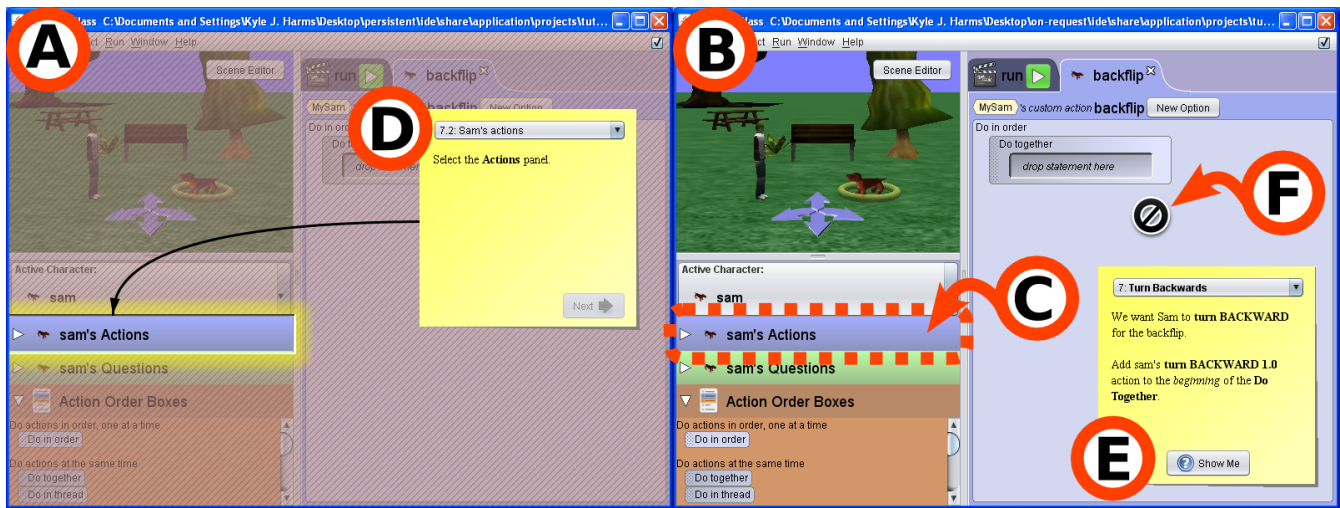 A
C:\Documents and Settings\Kyle J. Harms\Desktop\persistent\ide\share\application\projects\tut...
Run Window Help
Scene Editor
run
backflip
MySam
backflip
New Option
Do in order
D
7.2: Sam's actions
Select the Actions panel.
Next
Active Character:
sam
sam's Actions
sam's Questions
Action Order Boxes
Do actions in order, one at a time
Do in order
Do actions at the same time
Do together
Do in thread
B
lass C:\Documents and Settings\Kyle J. Harms\Desktop\on-request\ide\share\application\projects\tu...
ct Run Window Help
Scene Editor
run
backflip
MySam 's custom action backflip New Option
Do in order
Do together
drop statement here
F
Active Character:
sam
C
sam's Actions
sam's Questions
Action Order Boxes
Do actions in order, one at a time
Do in order
Do actions at the same time
Do together
Do in thread
7: Turn Backwards
We want Sam to turn BACKWARD
for the backflip.
Add sam's turn BACKWARD 1.0
action to the beginning of the Do
Together.
E
Show Me